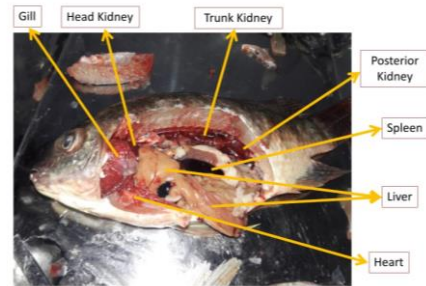 Gill
Head Kidney
Trunk Kidney
Posterior
Kidney
Spleen
Liver
Heart